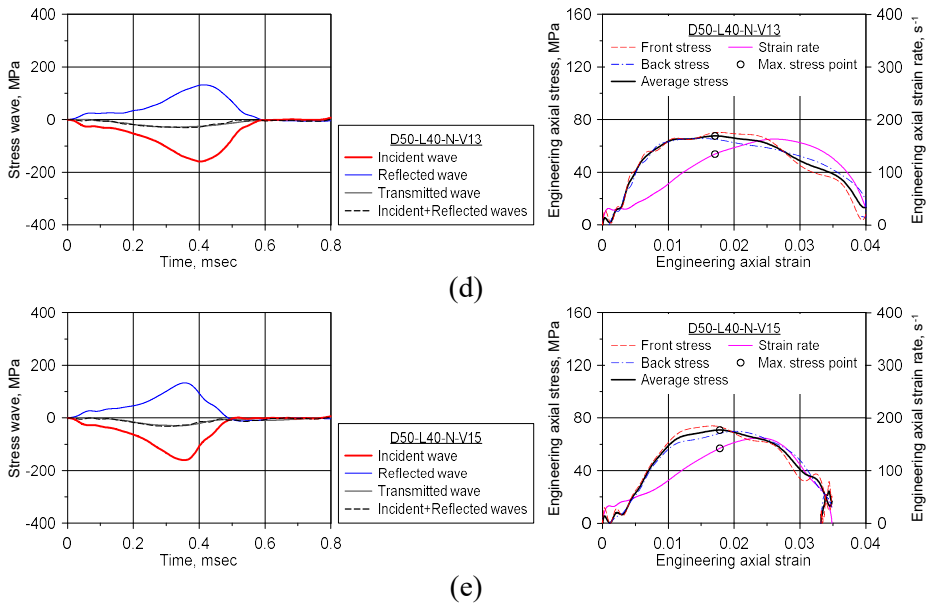 400
200
0
-200
-400
Stress wave, MPa
0
0.2
0.4
0.6
0.8
Time, msec
D50-L40-N-V13
Incident wave
Reflected wave
Transmitted wave
Incident+Reflected waves
160
120
80
40
0
Engineering axial stress, MPa
400
300
200
100
0
Engineering axial strain rate, s-1
D50-L40-N-V13
Front stress
Strain rate
Back stress
Max. stress point
Average stress
0
0.01
0.02
0.03
0.04
Engineering axial strain
(d)
400
200
0
-200
-400
Stress wave, MPa
0
0.2
0.4
0.6
0.8
Time, msec
D50-L40-N-V15
Incident wave
Reflected wave
Transmitted wave
Incident+Reflected waves
160
120
80
40
0
Engineering axial stress, MPa
400
300
200
100
0
Engineering axial strain rate, s-1
D50-L40-N-V15
Front stress
Strain rate
Back stress
Max. stress point
Average stress
0
0.01
0.02
0.03
0.04
Engineering axial strain
(e)